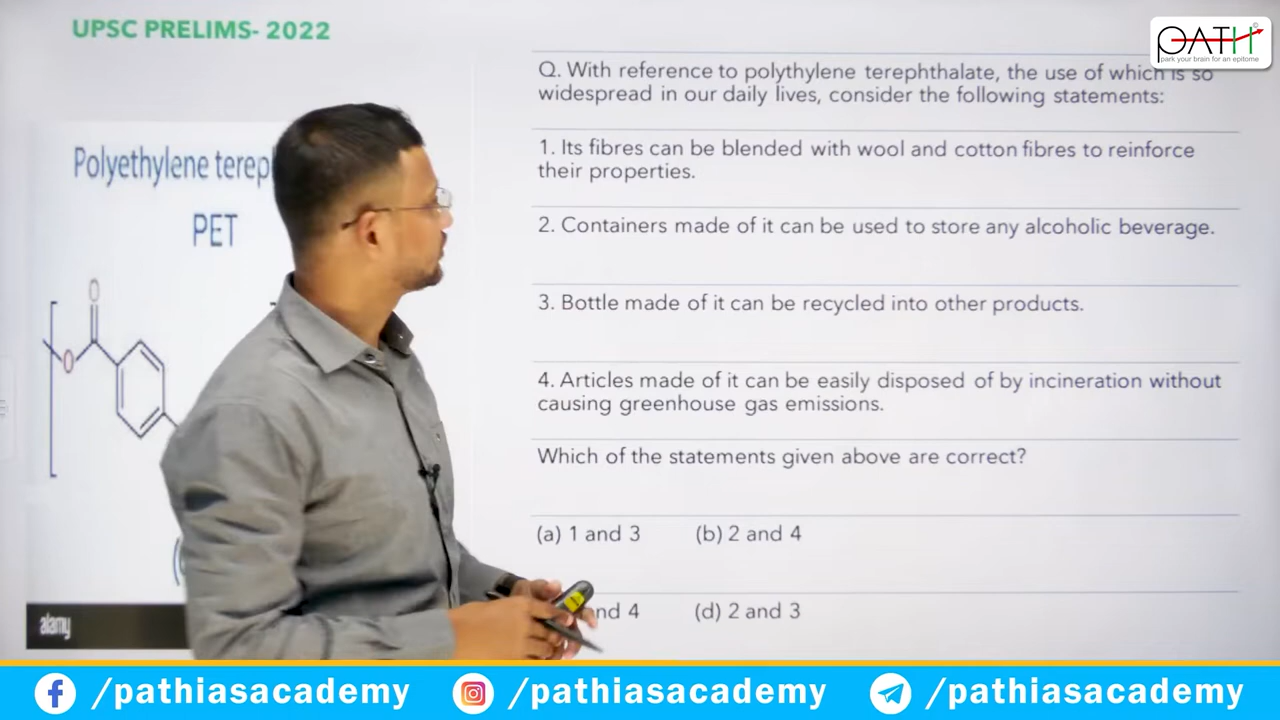 UPSC PRELIMS- 2022
PATH
©
park your brain for an epitome
Polyethylene terep
PET
O
O
alamy
Q. With reference to polythylene terephthalate, the use of which is so
widespread in our daily lives, consider the following statements:
1. Its fibres can be blended with wool and cotton fibres to reinforce
their properties.
2. Containers made of it can be used to store any alcoholic beverage.
3. Bottle made of it can be recycled into other products.
4. Articles made of it can be easily disposed of by incineration without
causing greenhouse gas emissions.
Which of the statements given above are correct?
(a) 1 and 3 (b) 2 and 4
nd 4 (d) 2 and 3
/pathiasacademy /pathiasacademy /pathiasacademy